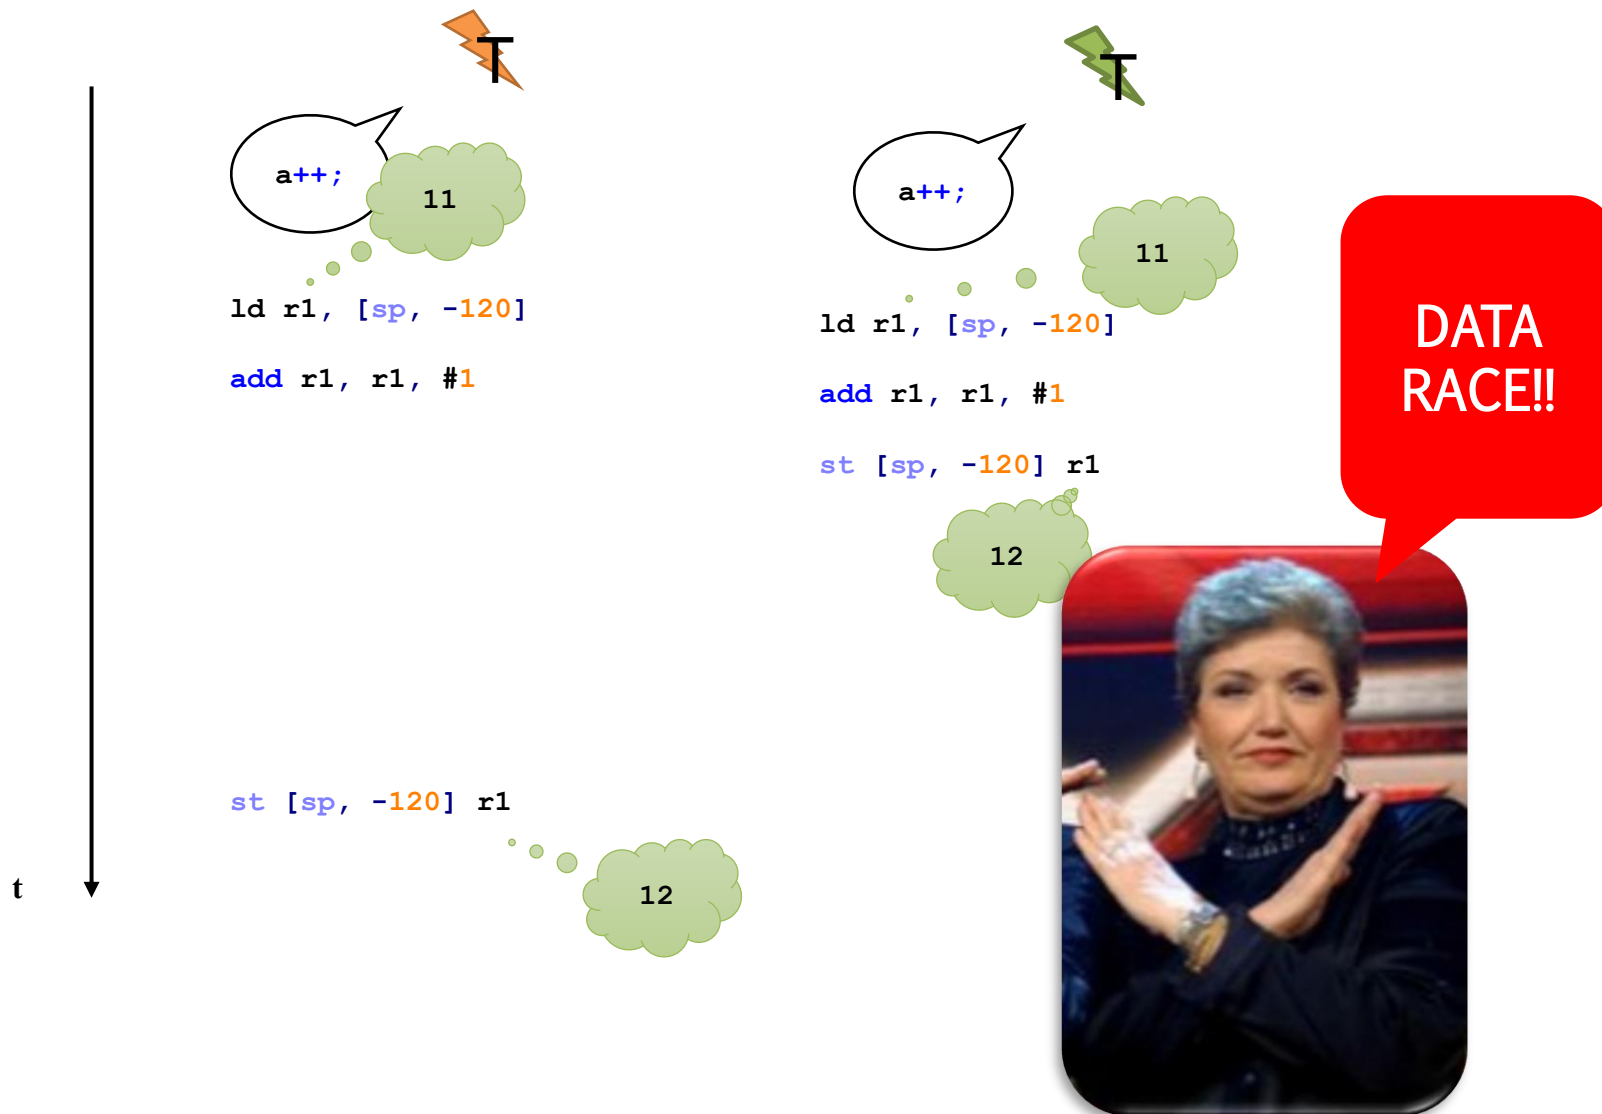 T
T
a++;
11
a++;
11
ld r1, [sp, -120]
ld r1, [sp, -120]
DATA
RACE!!
add r1, r1, #1
add r1, r1, #1
st [sp, -120] r1
12
st [sp, -120] r1
t
12